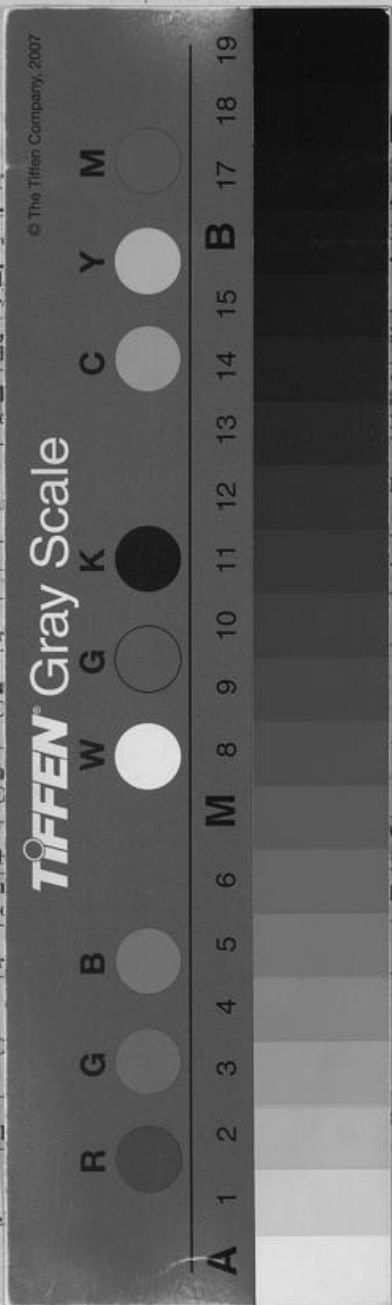 © The Tiffen Company, 2007
TIFFEN® Gray Scale
R G B W G K C Y M
A 1 2 3 4 5 6 M 8 9 10 11 12 13 14 15 B 17 18 19